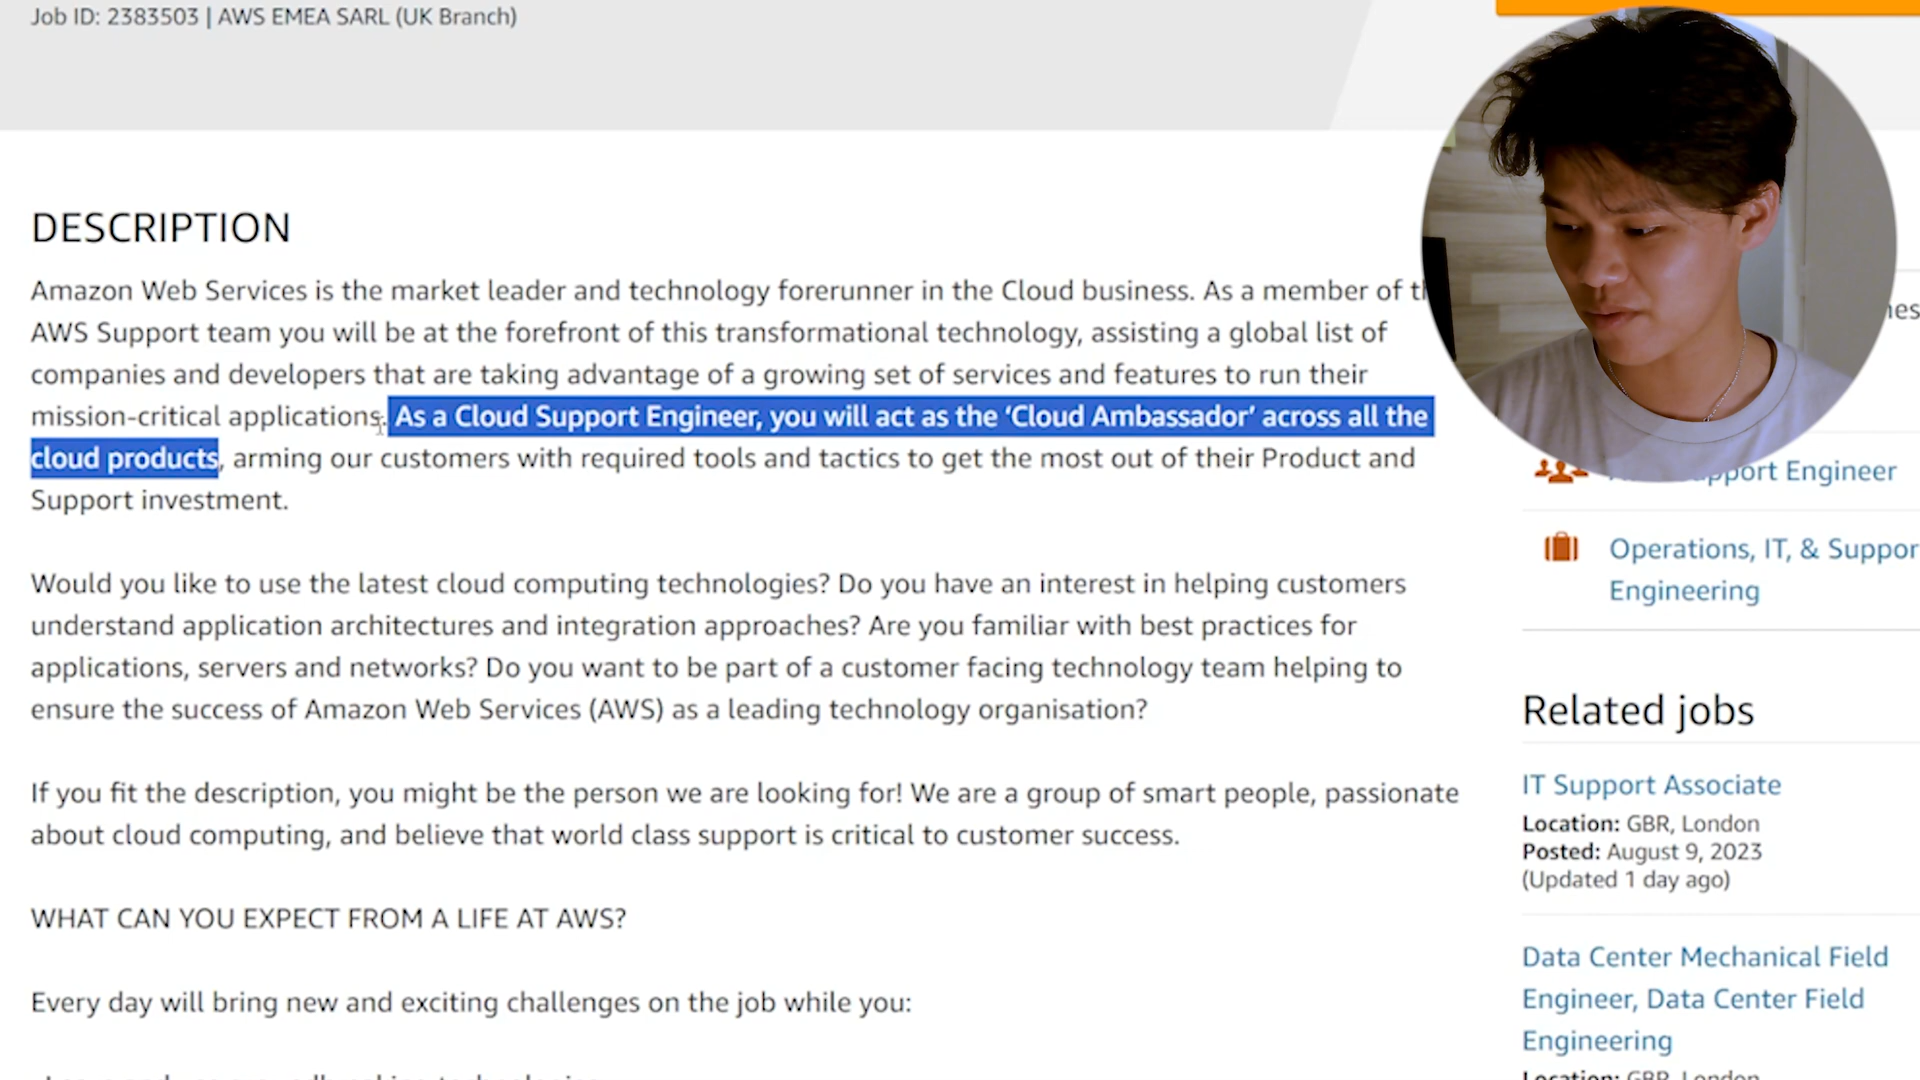 Job ID: 2383503 | AWS EMEA SARL (UK Branch)
DESCRIPTION
Amazon Web Services is the market leader and technology forerunner in the Cloud business. As a member of
AWS Support team you will be at the forefront of this transformational technology, assisting a global list of
companies and developers that are taking advantage of a growing set of services and features to run their
mission-critical applications. As a Cloud Support Engineer, you will act as the ‘Cloud Ambassador’ across all the
cloud products, arming our customers with required tools and tactics to get the most out of their Product and
Support investment.
Would you like to use the latest cloud computing technologies? Do you have an interest in helping customers
understand application architectures and integration approaches? Are you familiar with best practices for
applications, servers and networks? Do you want to be part of a customer facing technology team helping to
ensure the success of Amazon Web Services (AWS) as a leading technology organisation?
If you fit the description, you might be the person we are looking for! We are a group of smart people, passionate
about cloud computing, and believe that world class support is critical to customer success.
WHAT CAN YOU EXPECT FROM A LIFE AT AWS?
Every day will bring new and exciting challenges on the job while you:
Engineer
Operations, IT, & Suppor
Engineering
Related jobs
IT Support Associate
Location: GBR, London
Posted: August 9, 2023
(Updated 1 day ago)
Data Center Mechanical Field
Engineer, Data Center Field
Engineering
Location: GBR, London